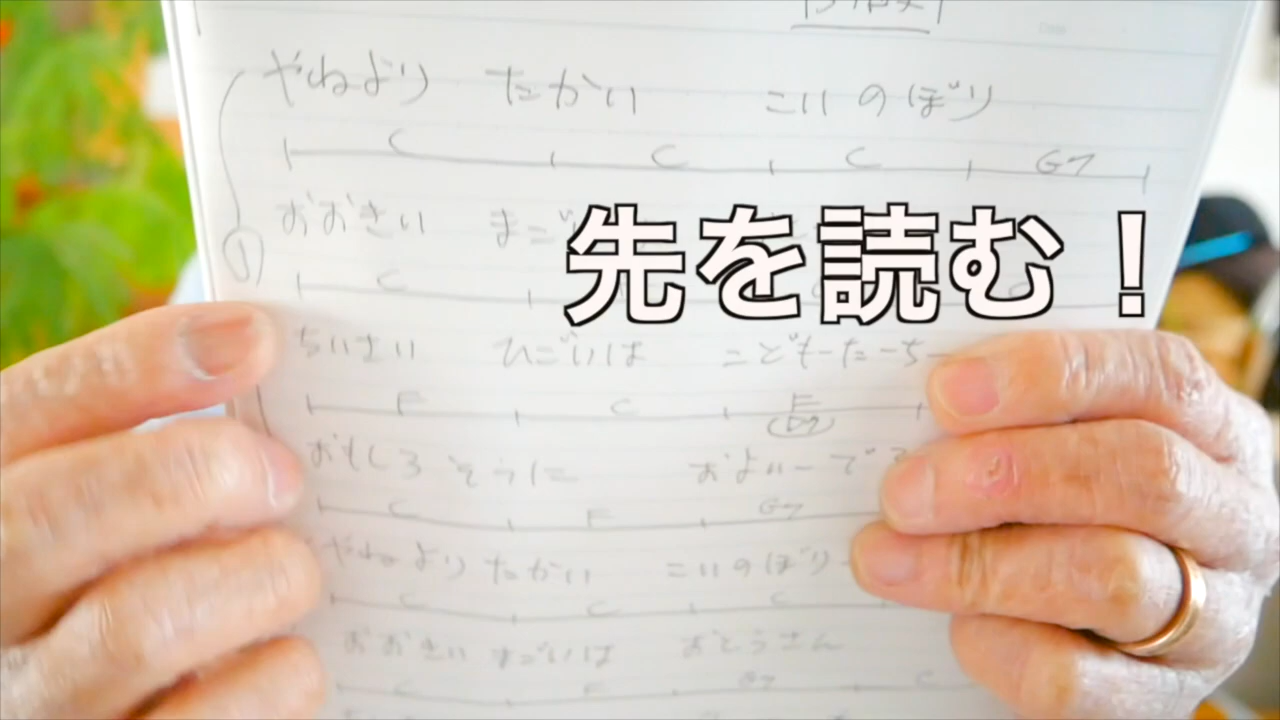 やねより たかい こいのぼり
C C C G7
おおきい まご
C
先を読む！
ちいさい ひごいは こどもーたーちー
F C F
(D7)
おもしろ そうに およいーで
C F G7
やねより たかい こいのぼり
C C C
おおきい まごいは おとうさん
C F G7 C
①